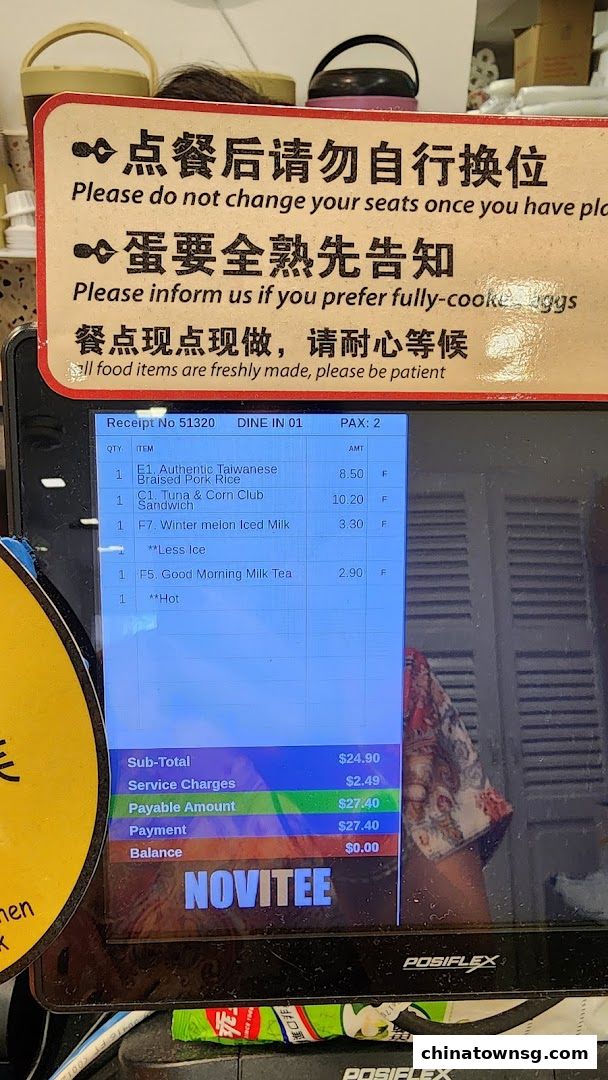 点餐后请勿自行换位
Please do not change your seats once you have
蛋要全熟先告知
Please inform us if you prefer fully-cooked eggs
餐点现点现做，请耐心等候
all food items are freshly made, please be patient
Receipt No 51320 DINE IN 01 PAX: 2
QTY ITEM AMT
1 E1. Authentic Taiwanese 8.50 F
Braised Pork Rice
1 C1. Tuna & Corn Club 10.20 F
Sandwich
1 F7. Winter melon Iced Milk 3.30 F
1 **Less Ice
1 F5. Good Morning Milk Tea 2.90 F
1 **Hot
Sub-Total $24.90
Service Charges $2.49
Payable Amount $27.40
Payment $27.40
Balance $0.00
NOVITEE
POSIFLEX
POSIFLEX
chinatownsg.com